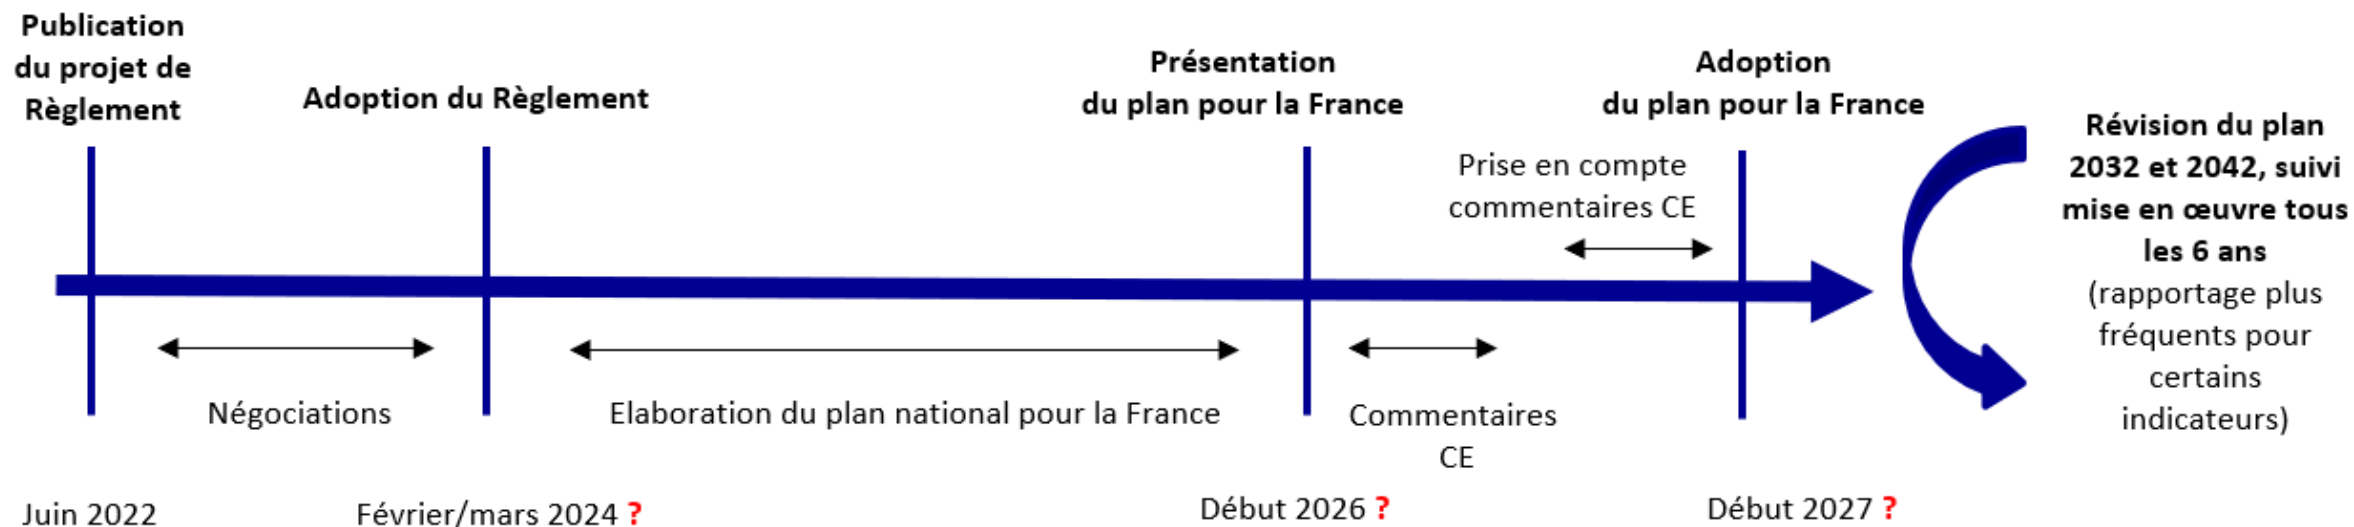 Publication
du projet de
Règlement
Adoption du Règlement
Présentation
du plan pour la France
Adoption
du plan pour la France
Prise en compte
commentaires CE
Révision du plan
2032 et 2042, suivi
mise en œuvre tous
les 6 ans
(rapportage plus
fréquents pour
certains
indicateurs)
Négociations
Elaboration du plan national pour la France
Commentaires
CE
Juin 2022
Février/mars 2024 ?
Début 2026 ?
Début 2027 ?